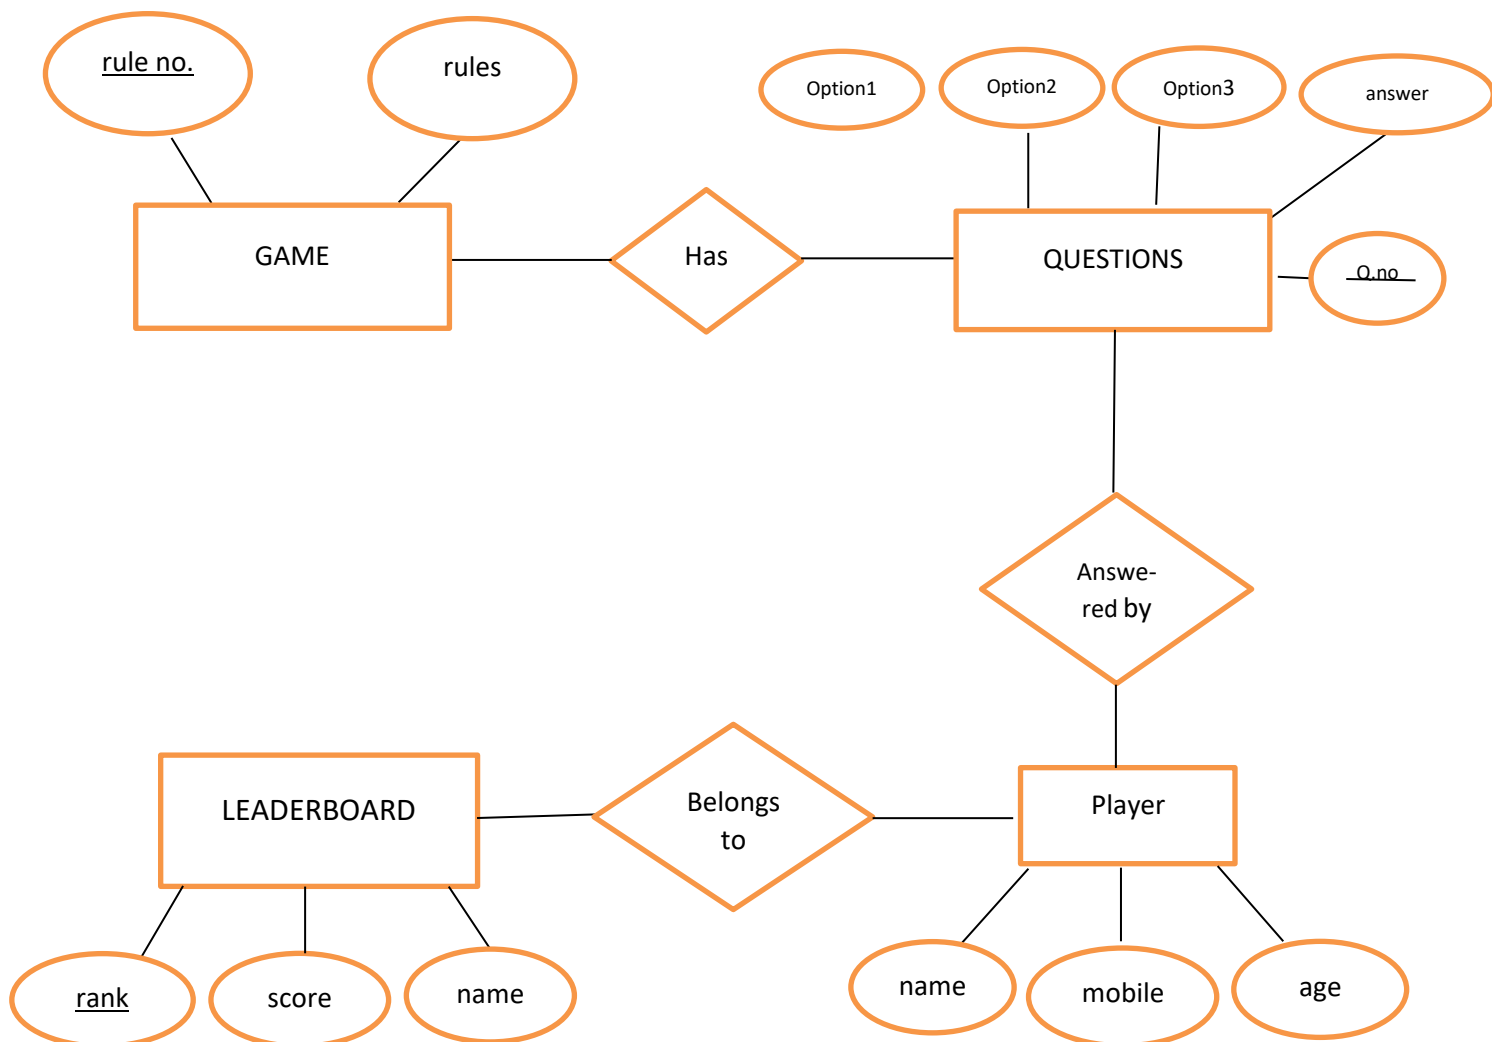 rule no.
rules
Option1
Option2
Option3
answer
GAME
Has
QUESTIONS
Q.no
Answe-
red by
LEADERBOARD
Belongs
to
Player
rank
score
name
name
mobile
age